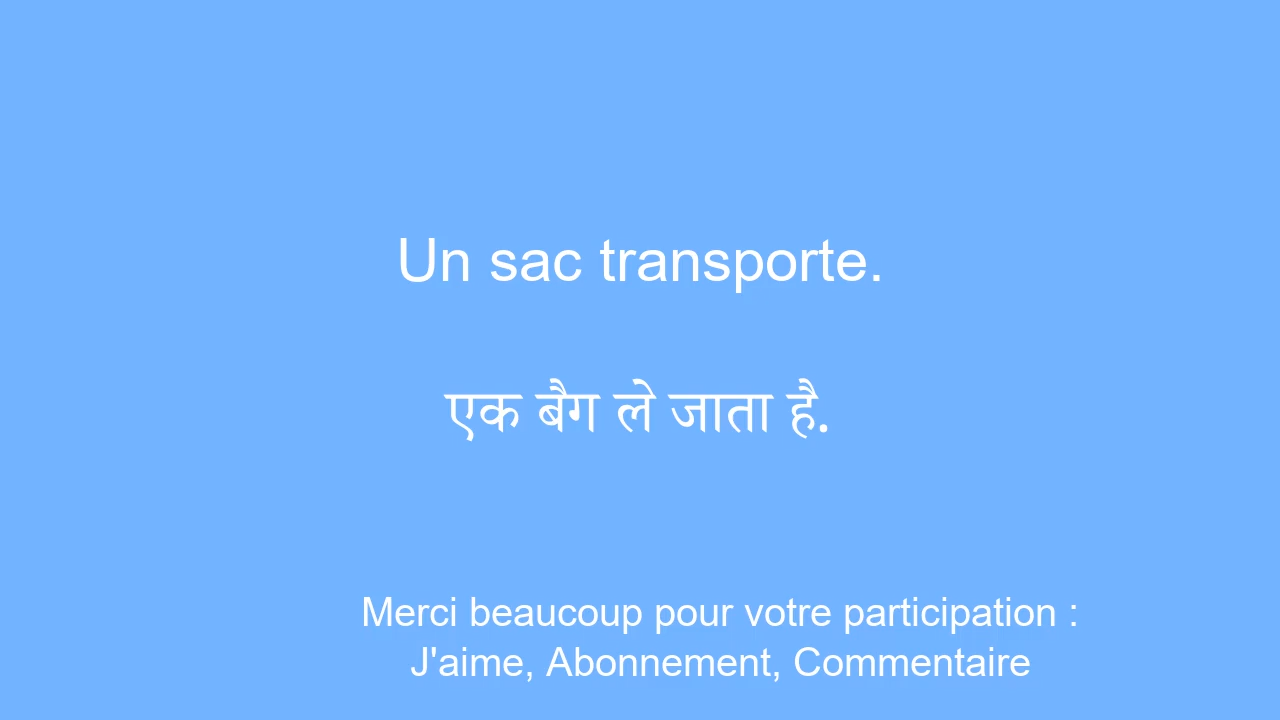 Un sac transporte.
एक बैग ले जाता है.
Merci beaucoup pour votre participation :
J'aime, Abonnement, Commentaire